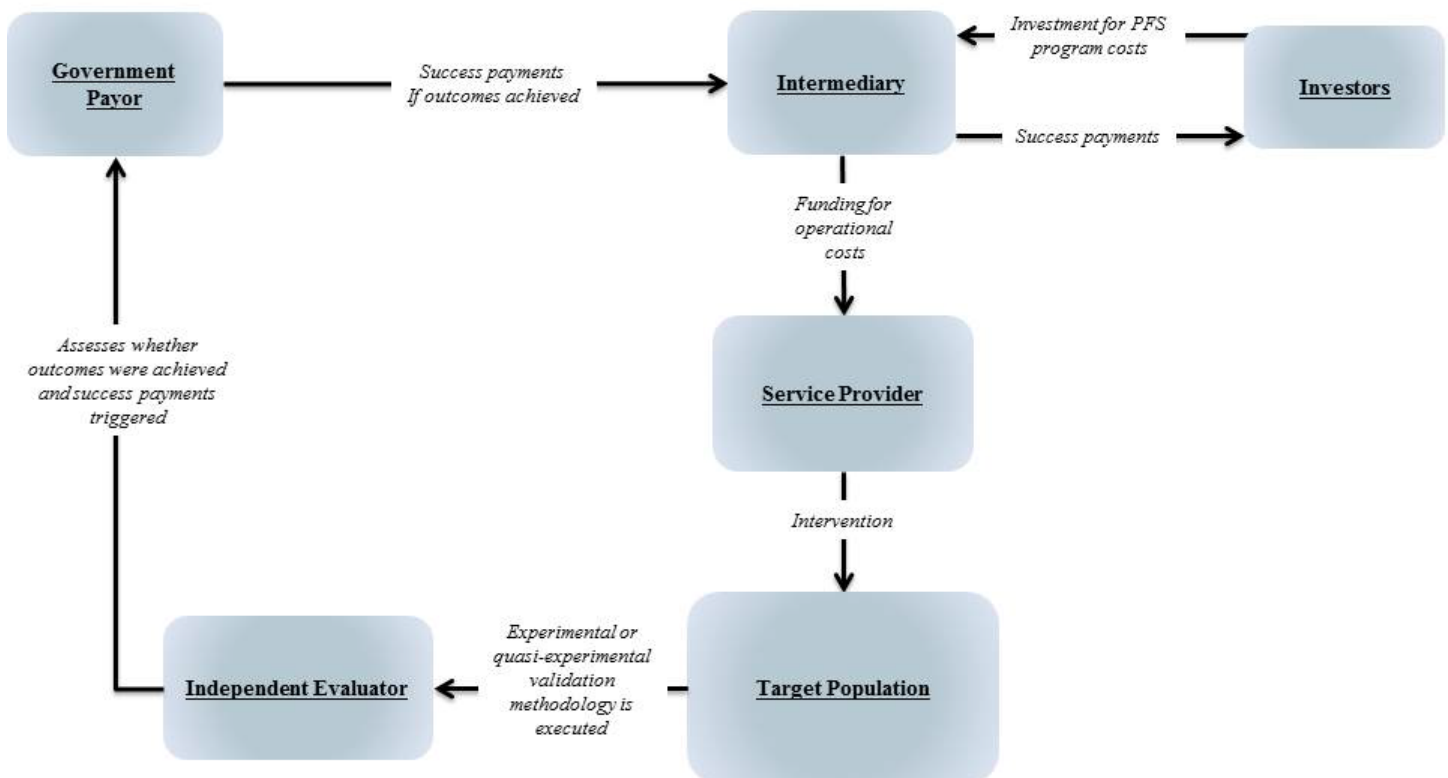 Government
Payor
Success payments
If outcomes achieved
Intermediary
Investment for PFS
program costs
Investors
Success payments
Funding for
operational
costs
Service Provider
Assesses whether
outcomes were achieved
and success payments
triggered
Intervention
Independent Evaluator
Experimental or
quasi-experimental
validation
methodology is
executed
Target Population